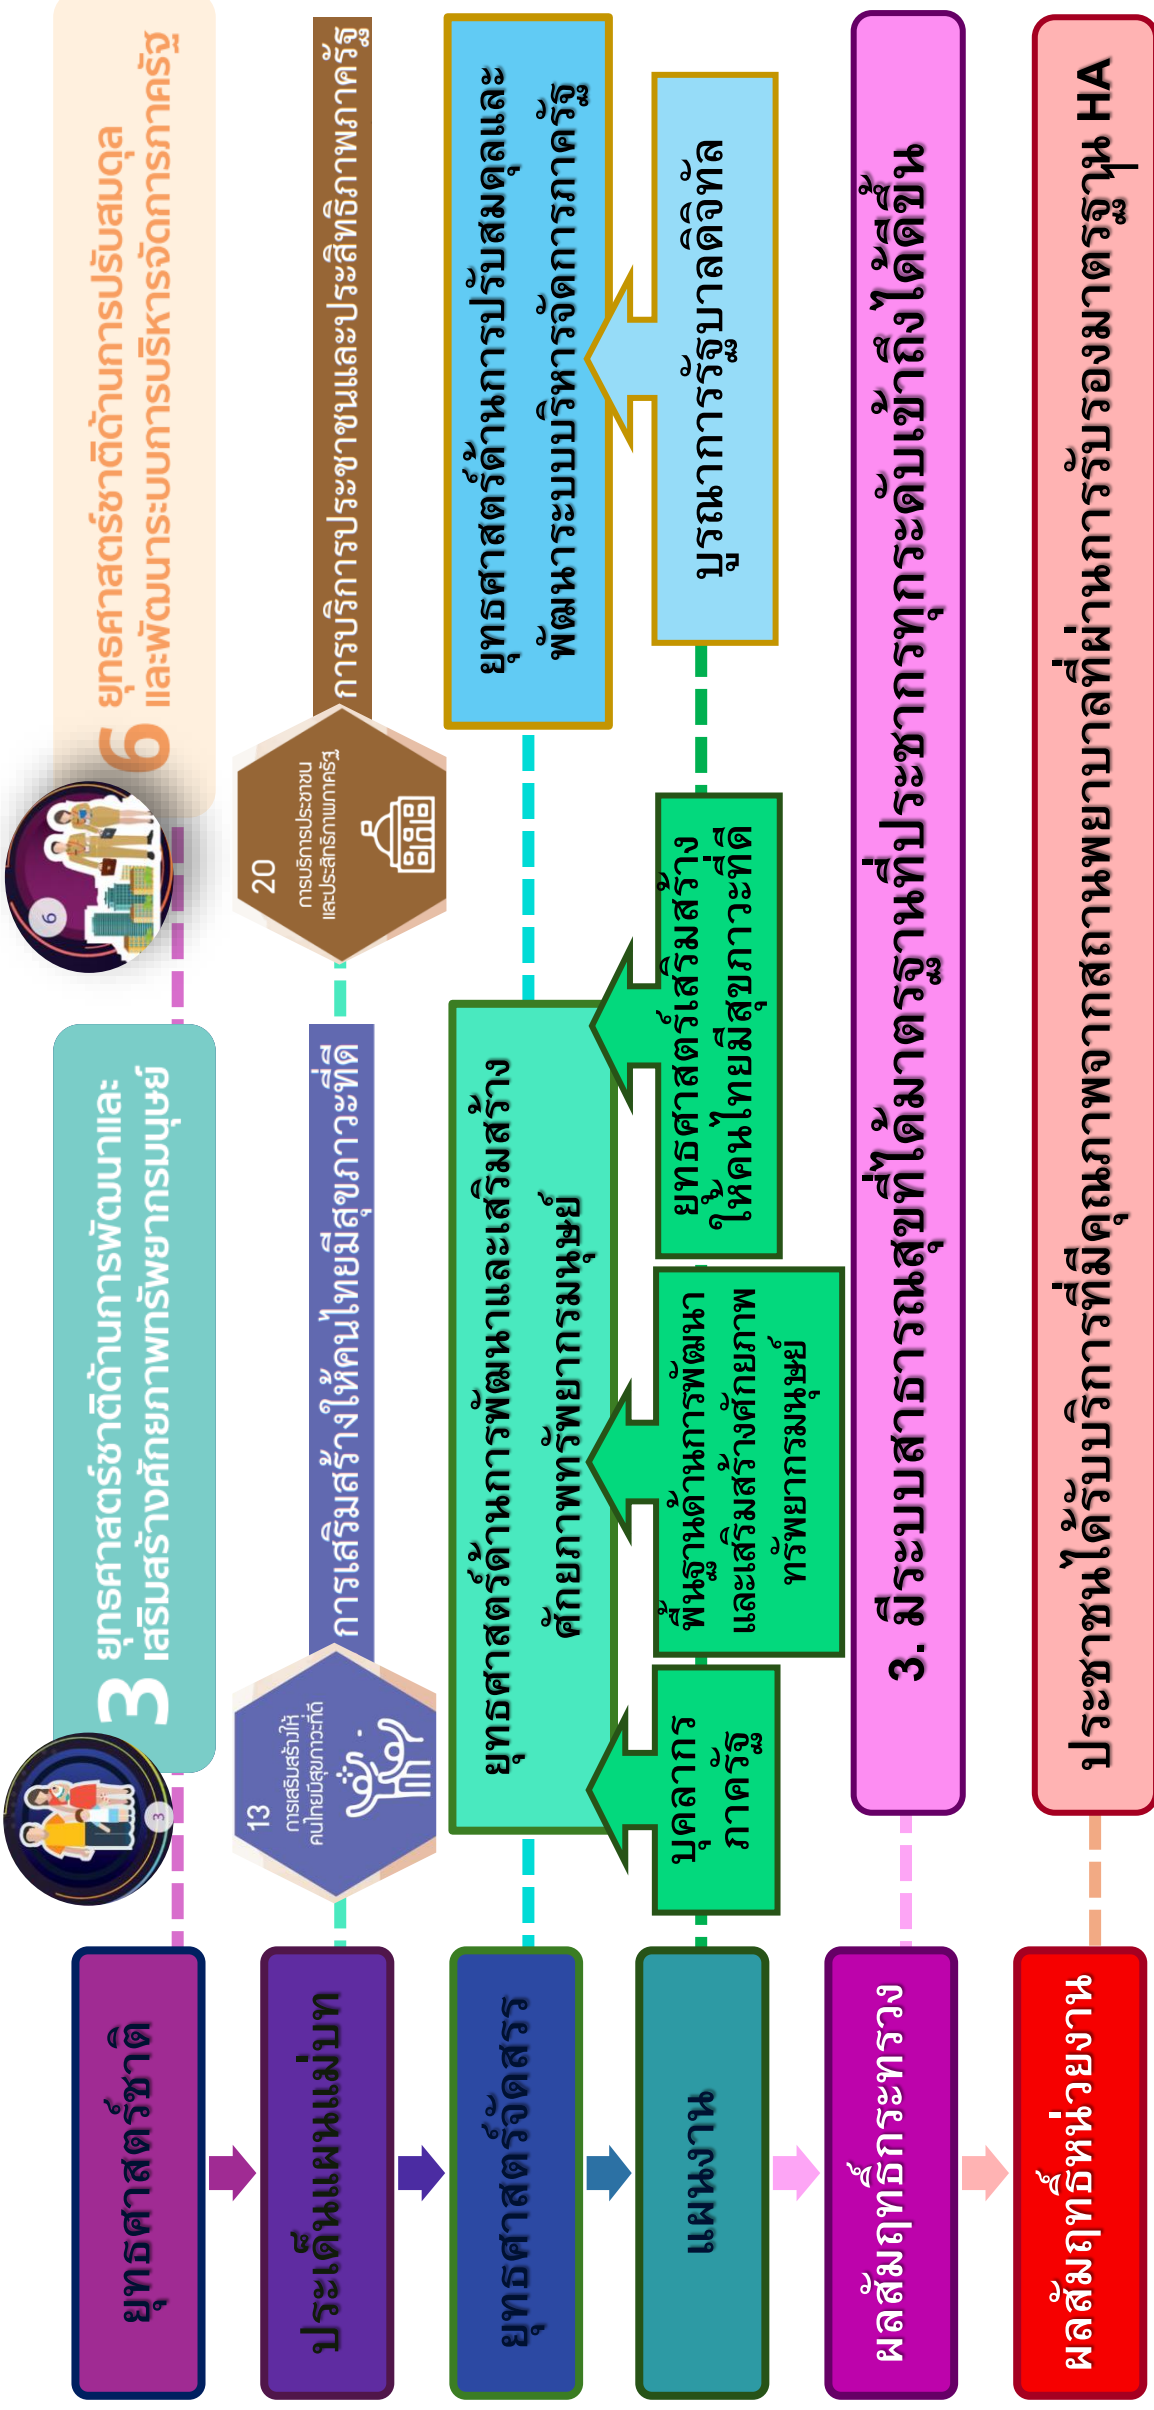 ยุทธศาสตร์ชาติ
3
3
ยุทธศาสตร์ชาติด้านการพัฒนาและ
เสริมสร้างศักยภาพทรัพยากรมนุษย์
6
6
ยุทธศาสตร์ชาติด้านการปรับสมดุล
และพัฒนาระบบการบริหารจัดการภาครัฐ
ประเด็นแผนแม่บท
13
การเสริมสร้างให้
คนไทยมีสุขภาวะที่ดี
การเสริมสร้างให้คนไทยมีสุขภาวะที่ดี
20
การบริการประชาชน
และประสิทธิภาพภาครัฐ
การบริการประชาชนและประสิทธิภาพภาครัฐ
ยุทธศาสตร์จัดสรร
ยุทธศาสตร์ด้านการพัฒนาและเสริมสร้าง
ศักยภาพทรัพยากรมนุษย์
ยุทธศาสตร์ด้านการปรับสมดุลและ
พัฒนาระบบบริหารจัดการภาครัฐ
แผนงาน
บุคลากร
ภาครัฐ
พื้นฐานด้านการพัฒนา
และเสริมสร้างศักยภาพ
ทรัพยากรมนุษย์
ยุทธศาสตร์เสริมสร้าง
ให้คนไทยมีสุขภาวะที่ดี
บูรณาการรัฐบาลดิจิทัล
ผลสัมฤทธิ์กระทรวง
3. มีระบบสาธารณสุขที่ได้มาตรฐานที่ประชากรทุกระดับเข้าถึงได้ดีขึ้น
ผลสัมฤทธิ์หน่วยงาน
ประชาชนได้รับบริการที่มีคุณภาพจากสถานพยาบาลที่ผ่านการรับรองมาตรฐาน HA